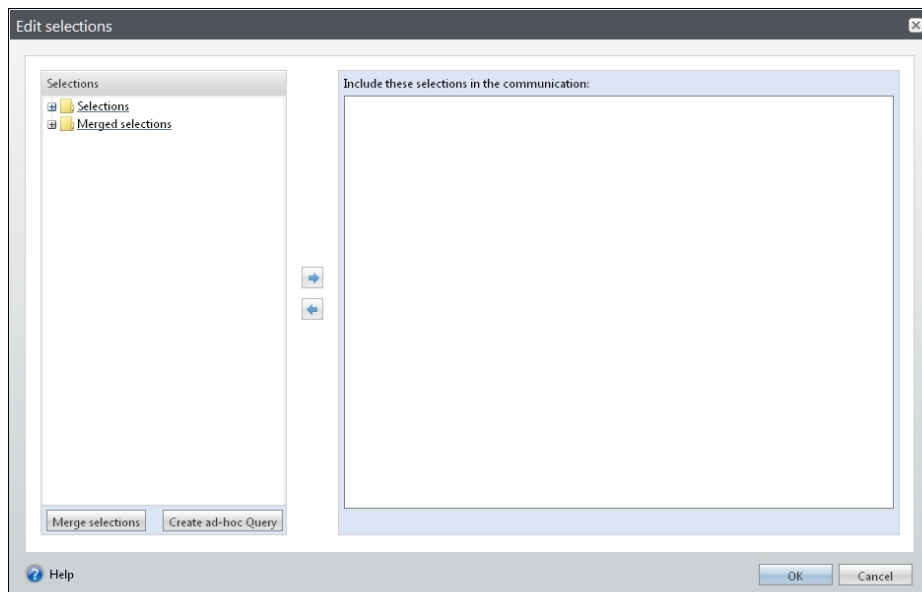 Edit selections
Selections
Selections
Merged selections
Merge selections
Create ad-hoc Query
Include these selections in the communication:
Help
OK
Cancel